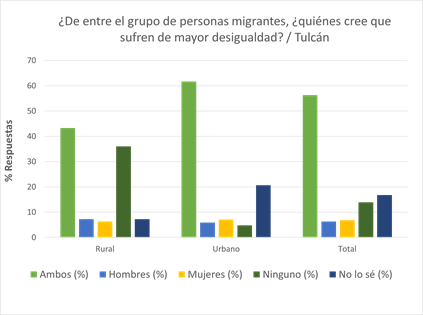 ¿De entre el grupo de personas migrantes, ¿quiénes cree que
sufren de mayor desigualdad? / Tulcán
% Respuestas
70
60
50
40
30
20
10
0
Rural Urbano Total
Ambos (%) Hombres (%) Mujeres (%) Ninguno (%) No lo sé (%)